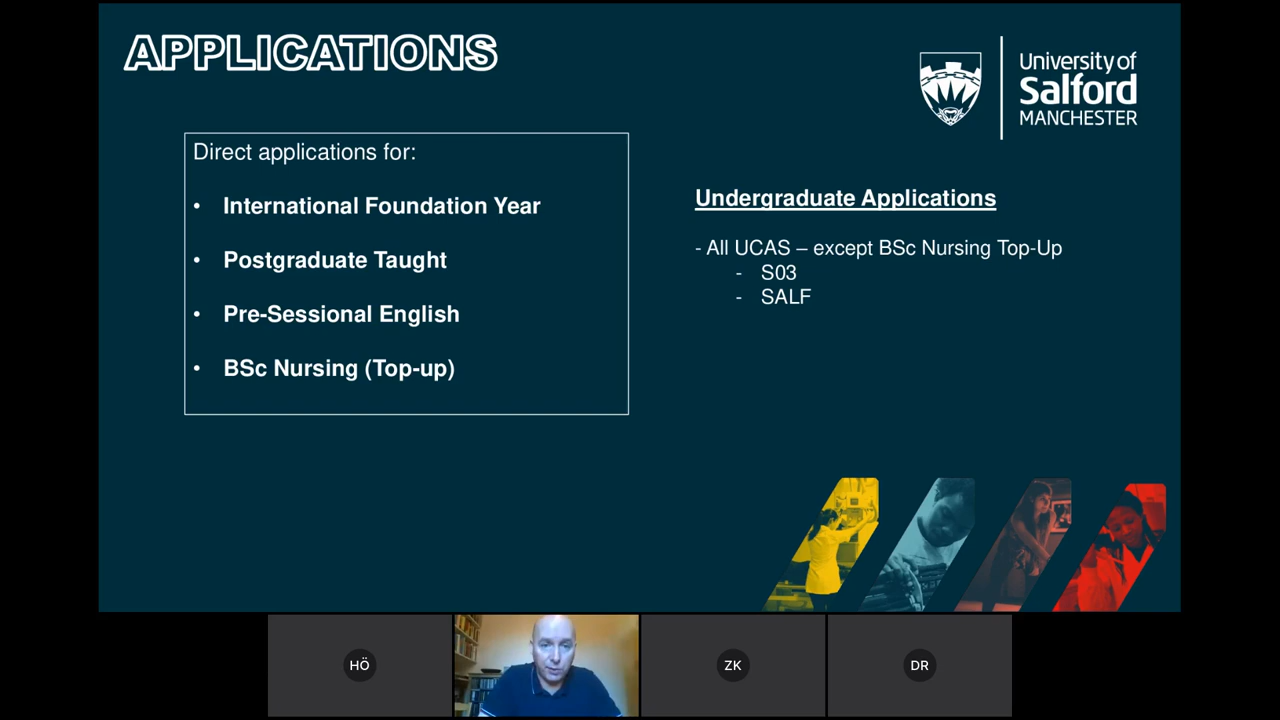 APPLICATIONS
University of
Salford
MANCHESTER
Direct applications for:
• International Foundation Year
• Postgraduate Taught
• Pre-Sessional English
• BSc Nursing (Top-up)
Undergraduate Applications
- All UCAS – except BSc Nursing Top-Up
- S03
- SALF
HÖ
ZK
DR